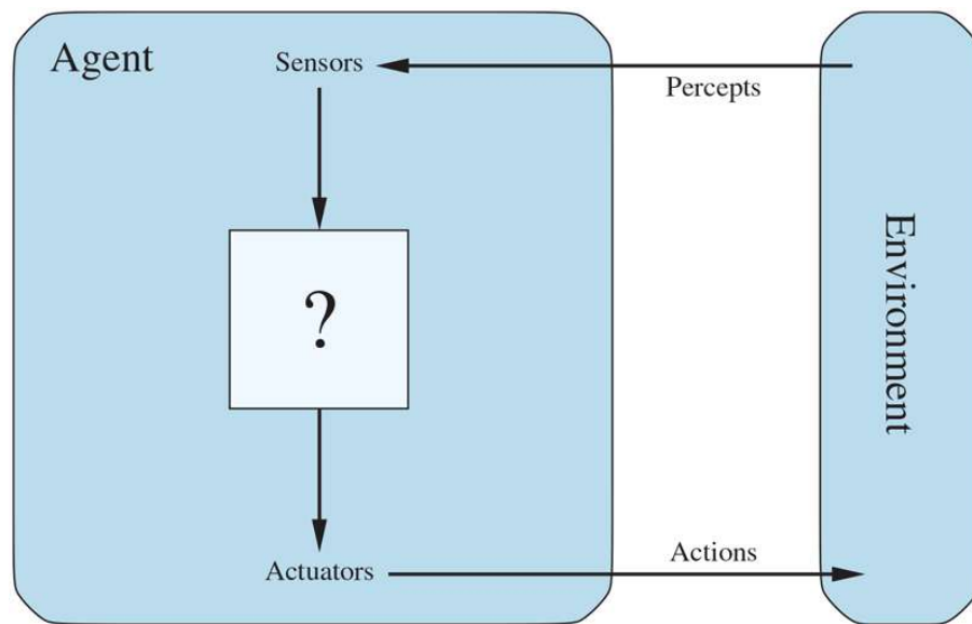 Agent
Sensors
Percepts
?
Environment
Actuators
Actions